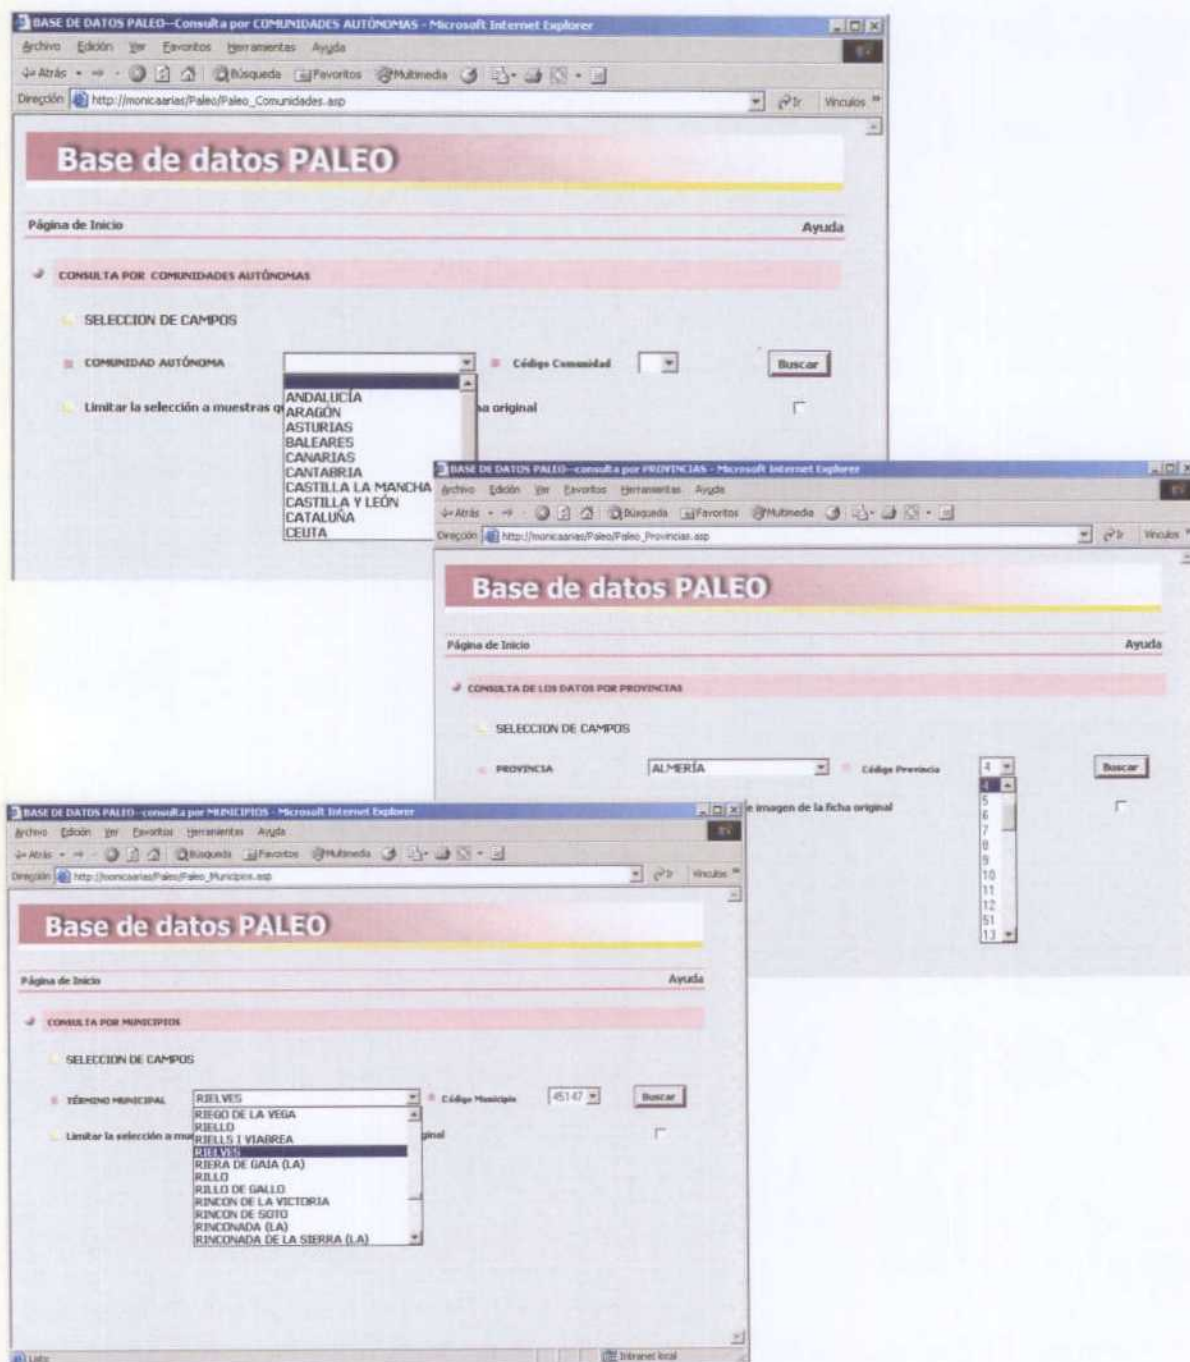 BASE DE DATOS PALEO--Consulta por COMUNIDADES AUTÓNOMAS - Microsoft Internet Explorer
Archivo Edición Ver Favoritos Herramientas Ayuda
Atrás Búsqueda Favoritos Multimedia
Dirección http://monicaarias/Paleo/Paleo_Comunidades.asp Ir Vínculos »
Base de datos PALEO
Página de Inicio Ayuda
CONSULTA POR COMUNIDADES AUTÓNOMAS
SELECCION DE CAMPOS
COMUNIDAD AUTÓNOMA Código Comunidad Buscar
Limitar la selección a muestras original
ANDALUCÍA
ARAGÓN
ASTURIAS
BALEARES
CANARIAS
CANTABRIA
CASTILLA LA MANCHA
CASTILLA Y LEÓN
CATALUÑA
CEUTA
BASE DE DATOS PALEO--consulta por PROVINCIAS - Microsoft Internet Explorer
Archivo Edición Ver Favoritos Herramientas Ayuda
Atrás Búsqueda Favoritos Multimedia
Dirección http://monicaarias/Paleo/Paleo_Provincias.asp Ir Vínculos »
Base de datos PALEO
Página de Inicio Ayuda
CONSULTA DE LOS DATOS POR PROVINCIAS
SELECCION DE CAMPOS
PROVINCIA ALMERÍA Código Provincia 4 Buscar
e imagen de la ficha original
4
5
6
7
8
9
10
11
12
51
13
BASE DE DATOS PALEO--consulta por MUNICIPIOS - Microsoft Internet Explorer
Archivo Edición Ver Favoritos Herramientas Ayuda
Atrás Búsqueda Favoritos Multimedia
Dirección http://monicaarias/Paleo/Paleo_Municipios.asp Ir Vínculos »
Base de datos PALEO
Página de Inicio Ayuda
CONSULTA POR MUNICIPIOS
SELECCION DE CAMPOS
TÉRMINO MUNICIPAL RIELVES Código Municipio 45147 Buscar
Limitar la selección a mu ginal
RIEGO DE LA VEGA
RIELLO
RIELLS I VIABREA
RIELVES
RIERA DE GAIA (LA)
RILLO
RILLO DE GALLO
RINCON DE LA VICTORIA
RINCON DE SOTO
RINCONADA (LA)
RINCONADA DE LA SIERRA (LA)
Listo Intranet local